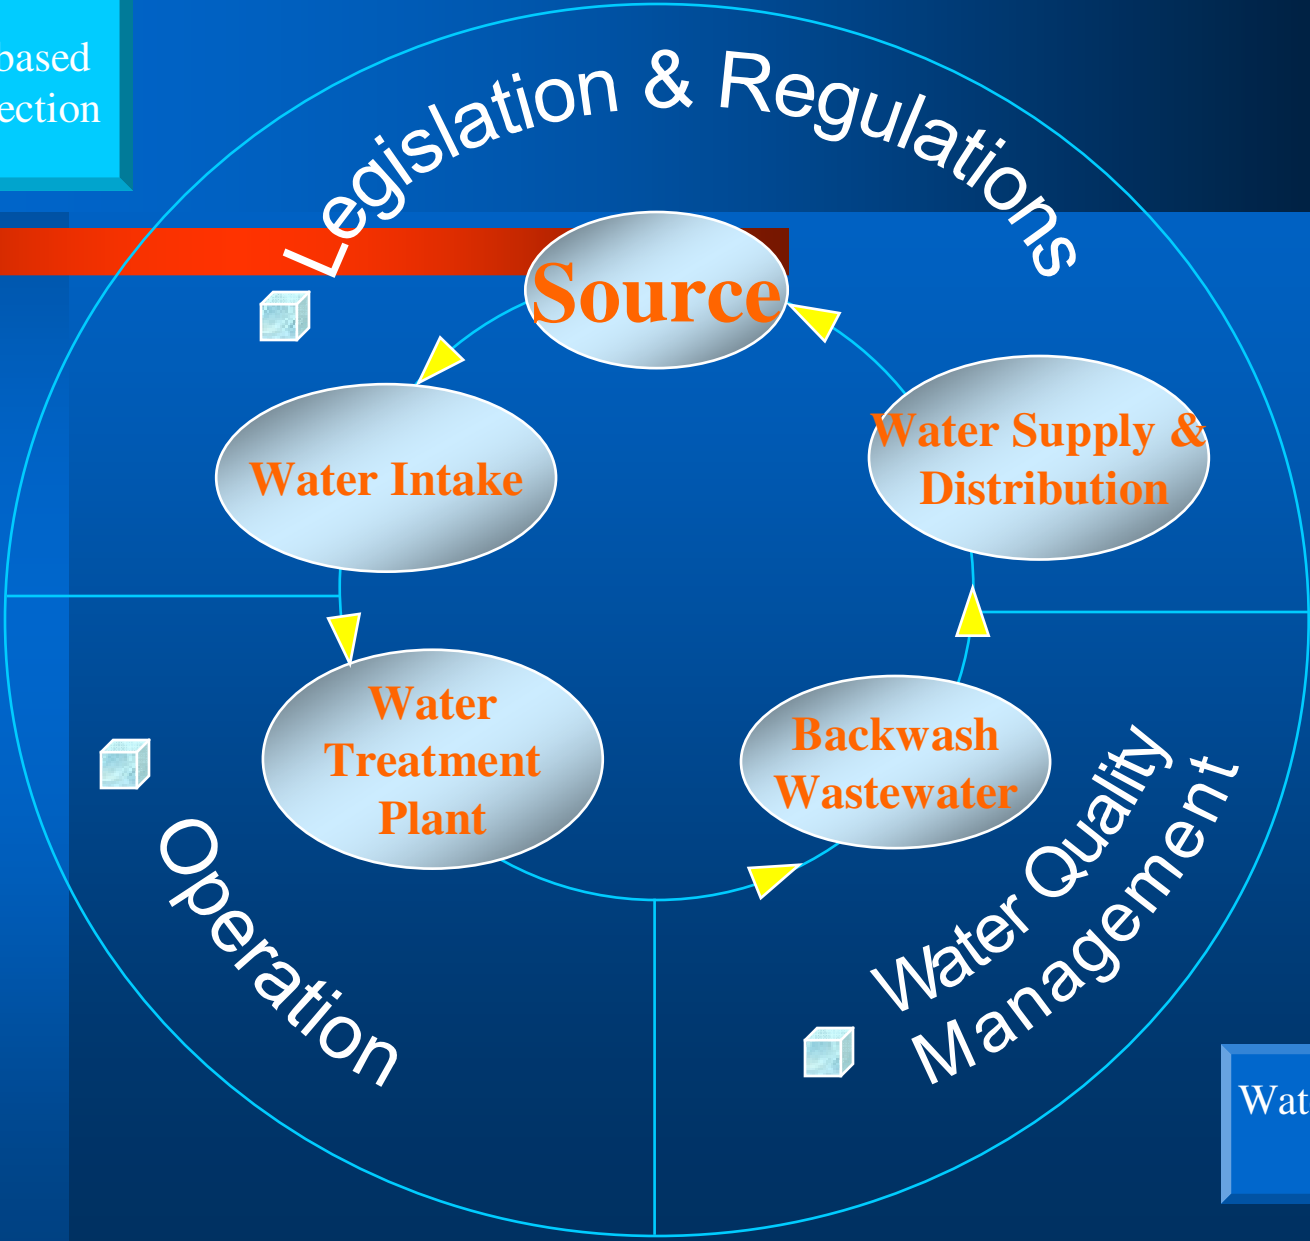 based
ection
Legislation & Regulations
Source
Water Intake
Water Supply &
Distribution
Water
Treatment
Plant
Backwash
Wastewater
Operation
Water Quality
Management
Wat